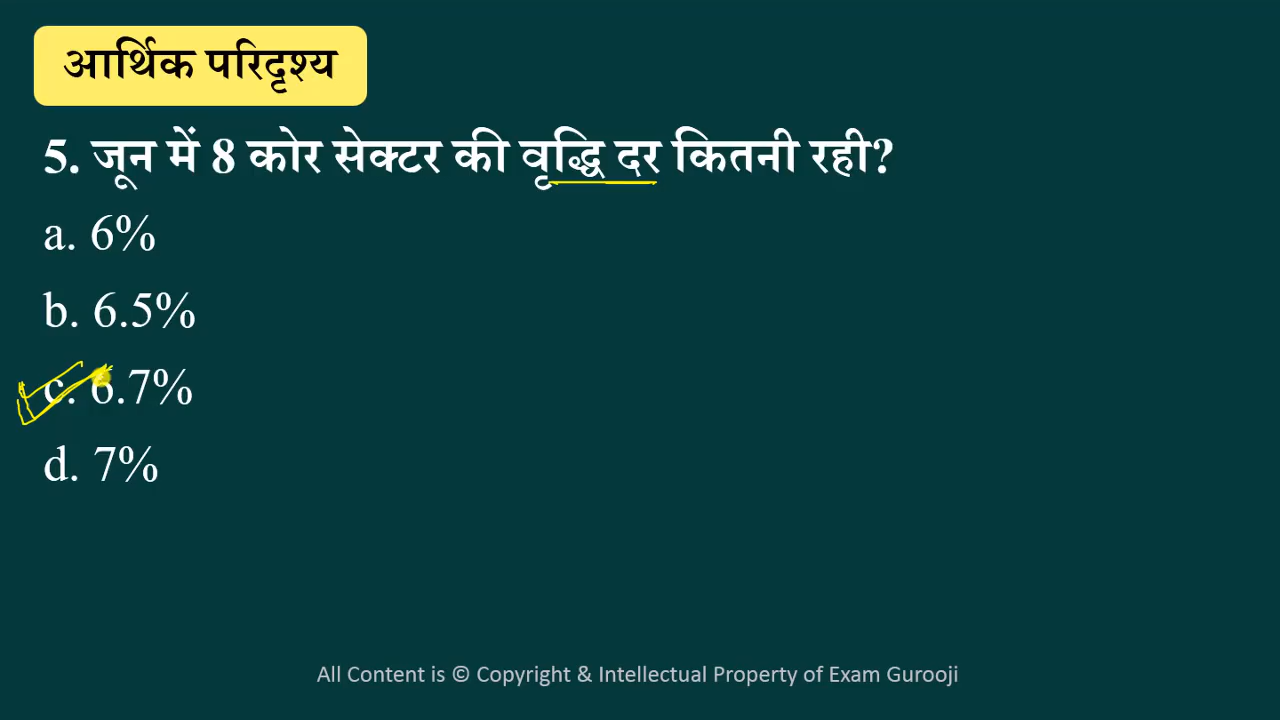 आर्थिक परिदृश्य
5. जून में 8 कोर सेक्टर की वृद्धि दर कितनी रही?
a. 6%
b. 6.5%
c. 6.7%
d. 7%
All Content is © Copyright & Intellectual Property of Exam Gurooji